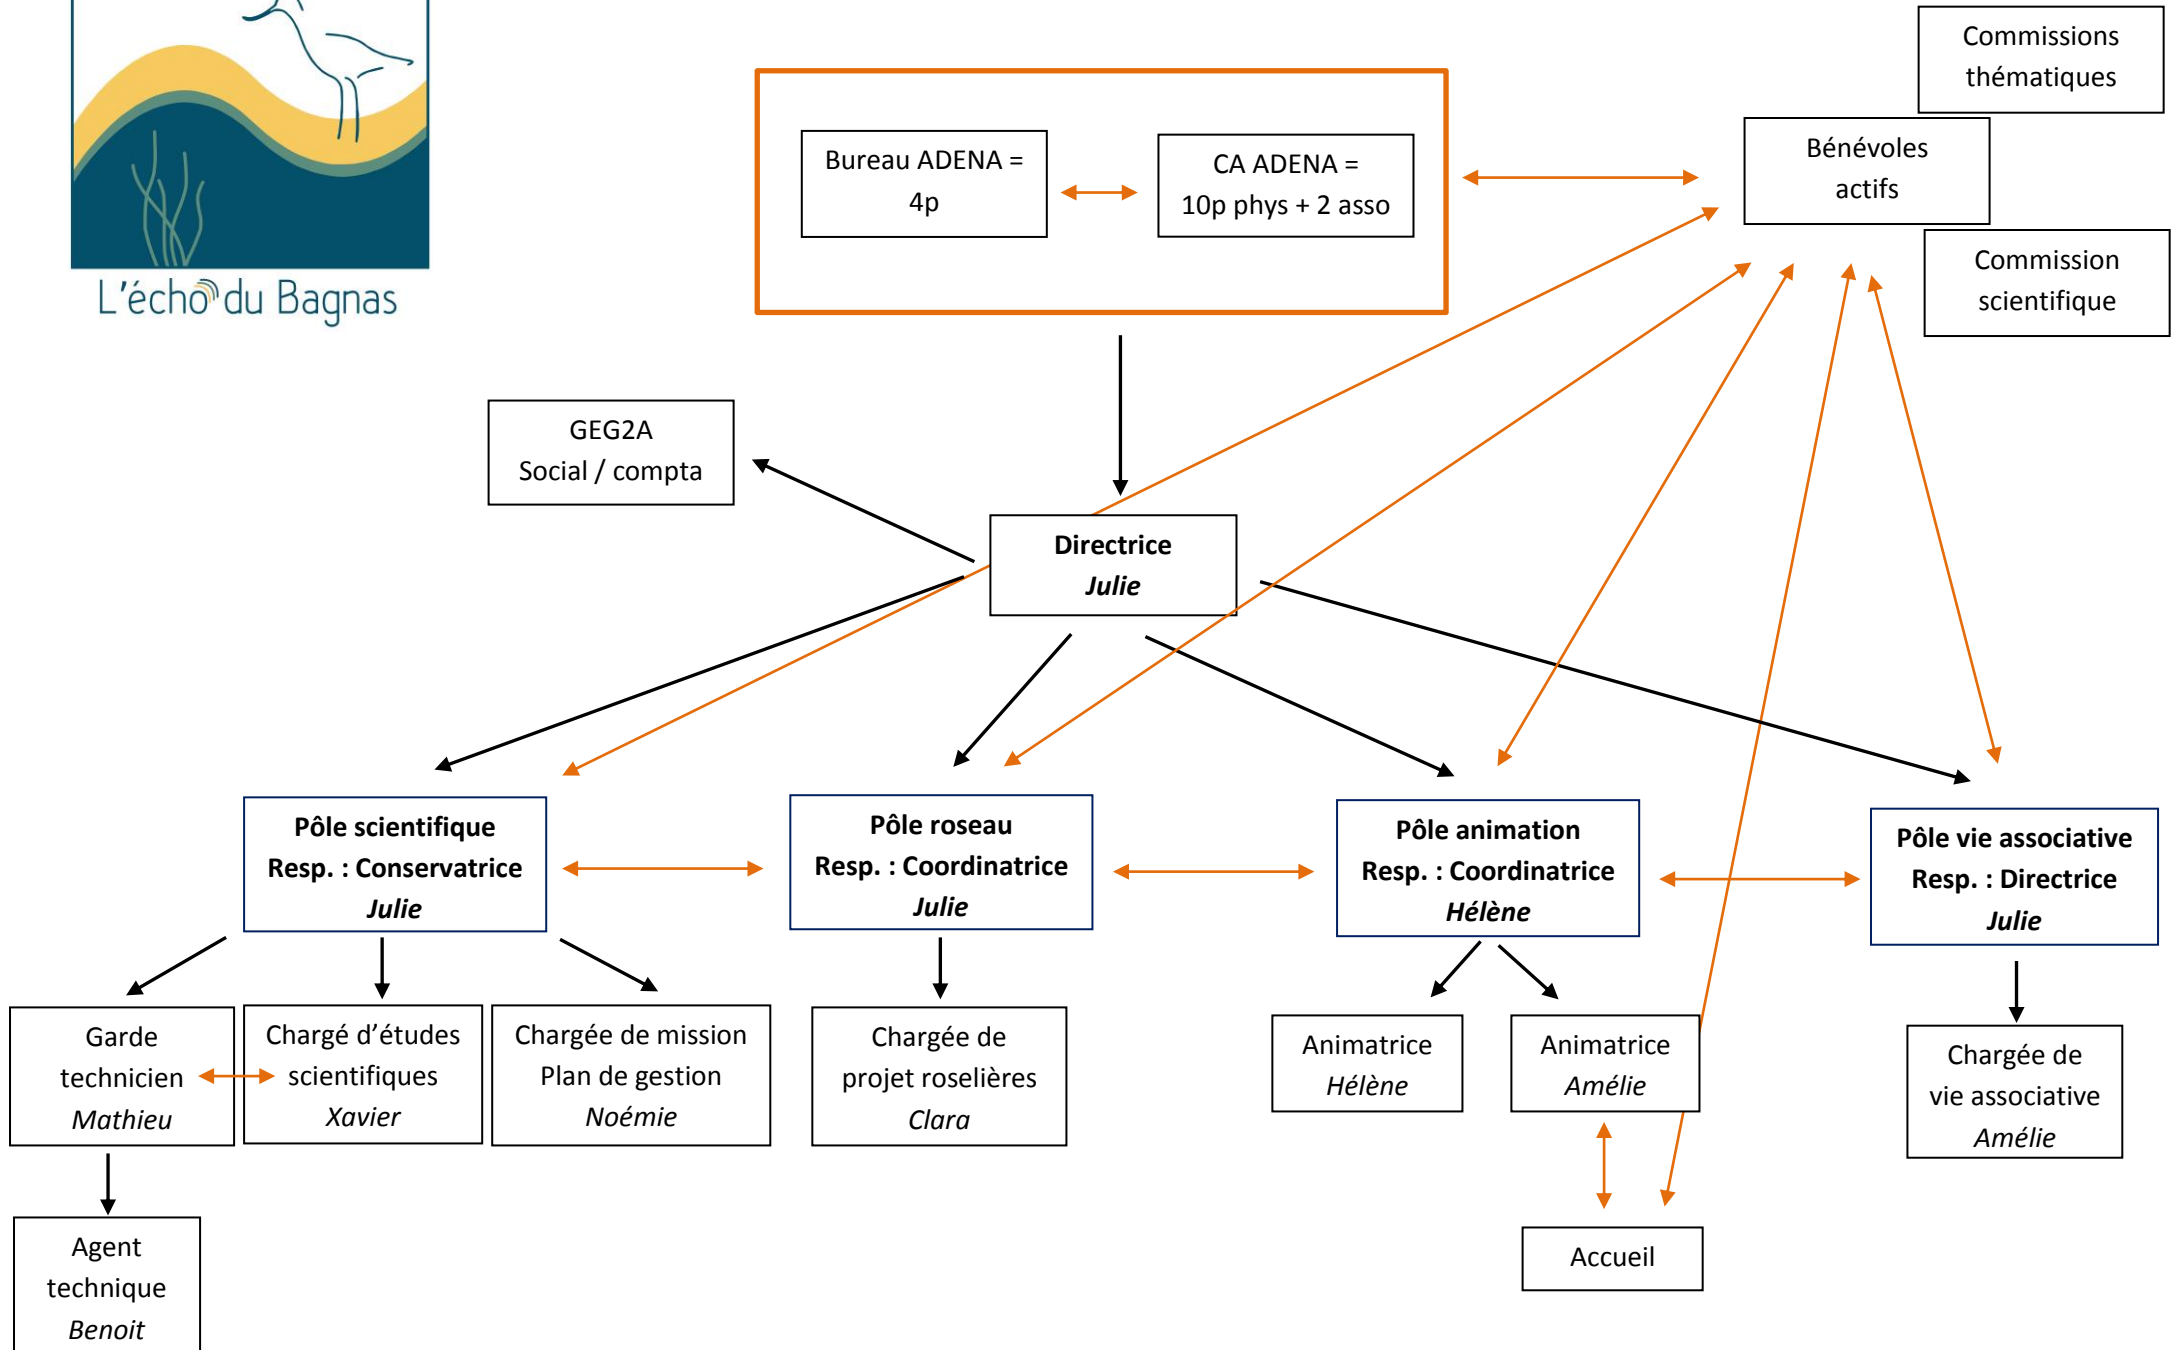 L'écho du Bagnas
Commissions
thématiques
Bureau ADENA =
4p
CA ADENA =
10p phys + 2 asso
Bénévoles
actifs
Commission
scientifique
GEG2A
Social / compta
Directrice
Julie
Pôle scientifique
Resp. : Conservatrice
Julie
Pôle roseau
Resp. : Coordinatrice
Julie
Pôle animation
Resp. : Coordinatrice
Hélène
Pôle vie associative
Resp. : Directrice
Julie
Garde
technicien
Mathieu
Chargé d’études
scientifiques
Xavier
Chargée de mission
Plan de gestion
Noémie
Chargée de
projet roselières
Clara
Animatrice
Hélène
Animatrice
Amélie
Chargée de
vie associative
Amélie
Agent
technique
Benoit
Accueil